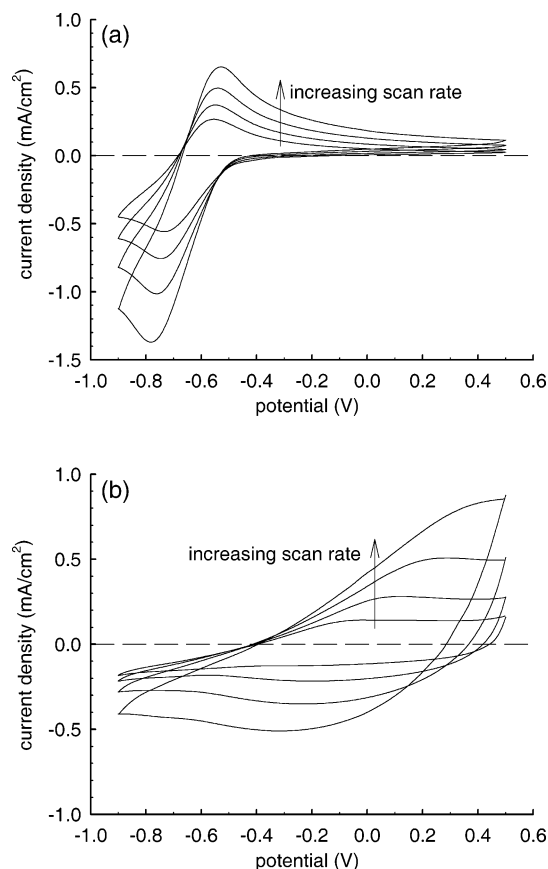 (a)
increasing scan rate
current density (mA/cm²)
1.0
0.5
0.0
-0.5
-1.0
-1.5
-1.0 -0.8 -0.6 -0.4 -0.2 0.0 0.2 0.4 0.6
potential (V)
(b)
increasing scan rate
current density (mA/cm²)
1.0
0.5
0.0
-0.5
-1.0
-1.0 -0.8 -0.6 -0.4 -0.2 0.0 0.2 0.4 0.6
potential (V)